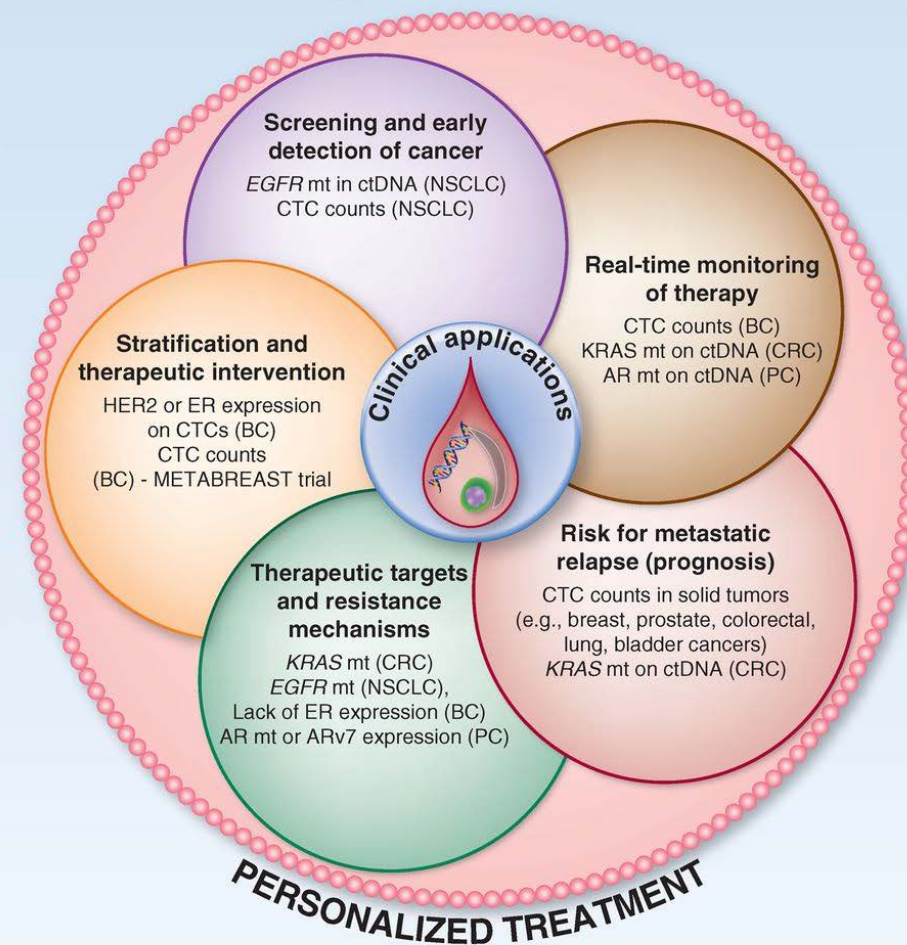 Screening and early
detection of cancer
EGFR mt in ctDNA (NSCLC)
CTC counts (NSCLC)
Real-time monitoring
of therapy
CTC counts (BC)
KRAS mt on ctDNA (CRC)
AR mt on ctDNA (PC)
Clinical applications
Stratification and
therapeutic intervention
HER2 or ER expression
on CTCs (BC)
CTC counts
(BC) - METABREAST trial
Risk for metastatic
relapse (prognosis)
CTC counts in solid tumors
(e.g., breast, prostate, colorectal,
lung, bladder cancers)
KRAS mt on ctDNA (CRC)
Therapeutic targets
and resistance
mechanisms
KRAS mt (CRC)
EGFR mt (NSCLC),
Lack of ER expression (BC)
AR mt or ARv7 expression (PC)
PERSONALIZED TREATMENT